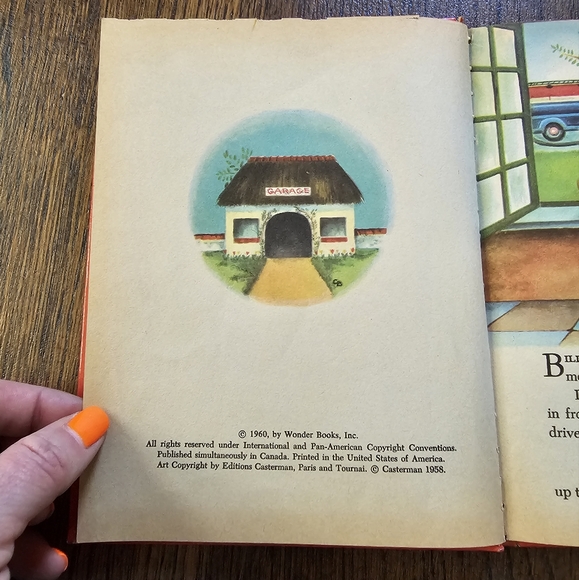 GARAGE
© 1960, by Wonder Books, Inc.
All rights reserved under International and Pan-American Copyright Conventions.
Published simultaneously in Canada. Printed in the United States of America.
Art Copyright by Editions Casterman, Paris and Tournai. © Casterman 1958.
in fro
drive
up t